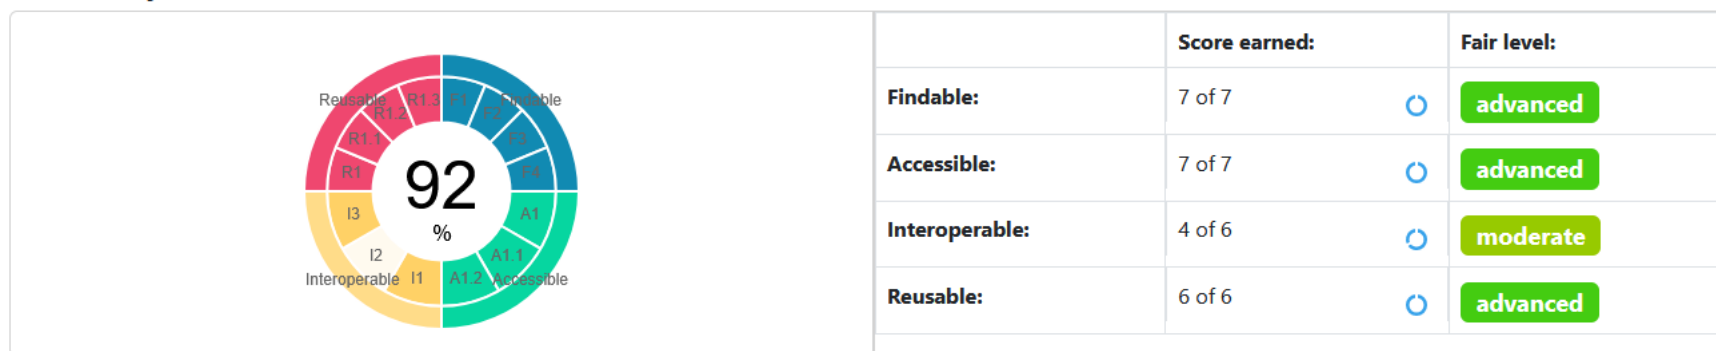 Reusable
R1.3
F1
Findable
R1.2
F2
R1.1
F3
R1
F4
92
%
I3
A1
I2
A1.1
Interoperable
I1
A1.2
Accessible
Score earned:
Fair level:
Findable:
7 of 7
advanced
Accessible:
7 of 7
advanced
Interoperable:
4 of 6
moderate
Reusable:
6 of 6
advanced